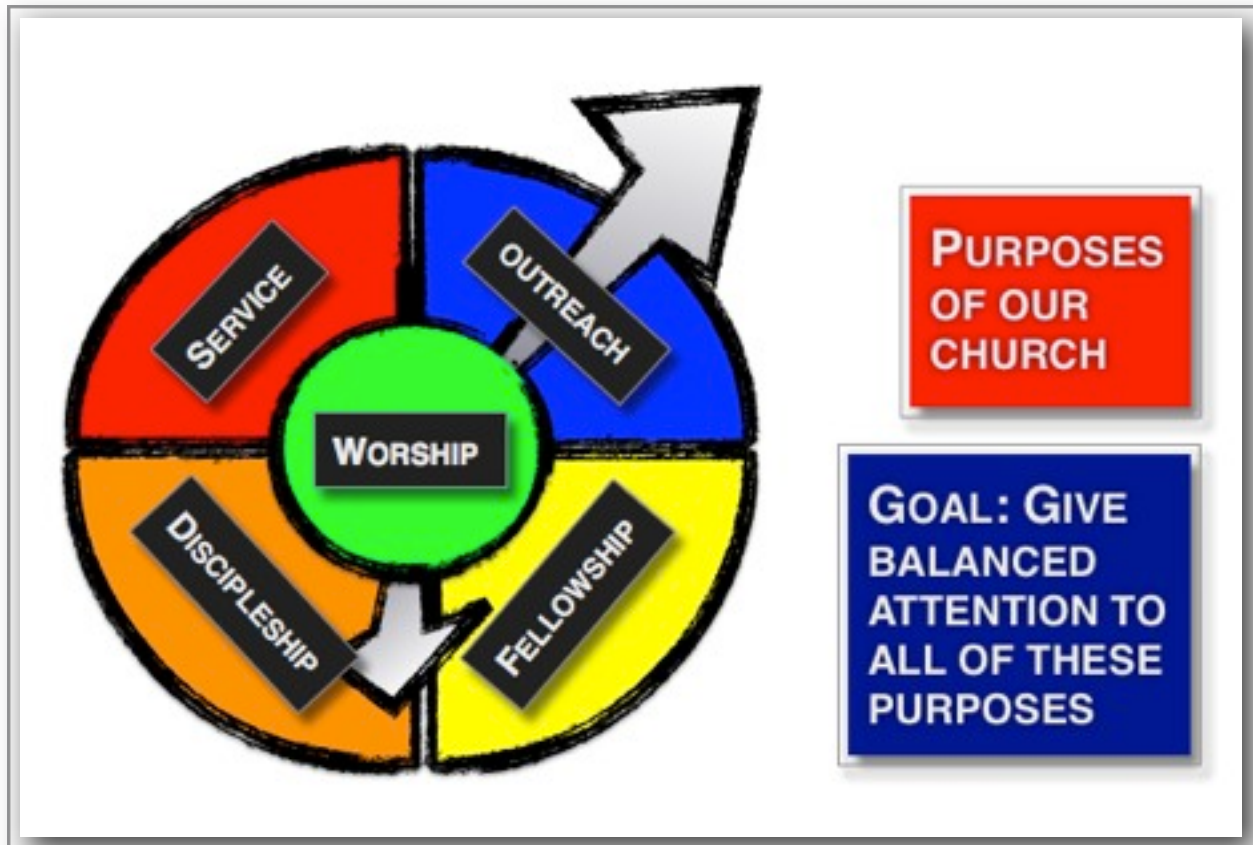 SERVICE
OUTREACH
WORSHIP
DISCIPLESHIP
FELLOWSHIP
PURPOSES
OF OUR
CHURCH
GOAL: GIVE
BALANCED
ATTENTION TO
ALL OF THESE
PURPOSES